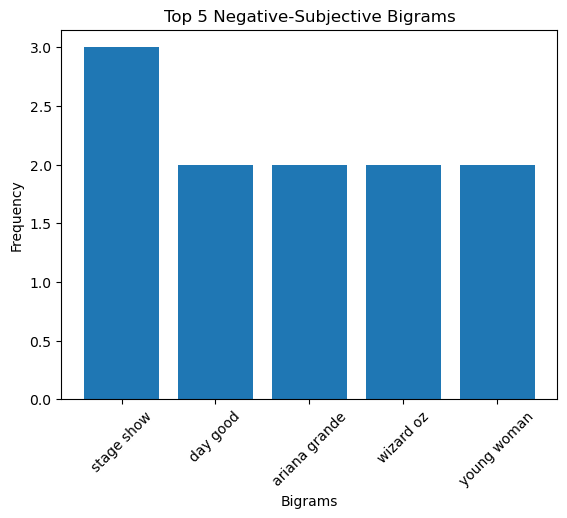 Top 5 Negative-Subjective Bigrams
3.0
2.5
2.0
1.5
1.0
0.5
0.0
Frequency
stage show
day good
ariana grande
wizard oz
young woman
Bigrams